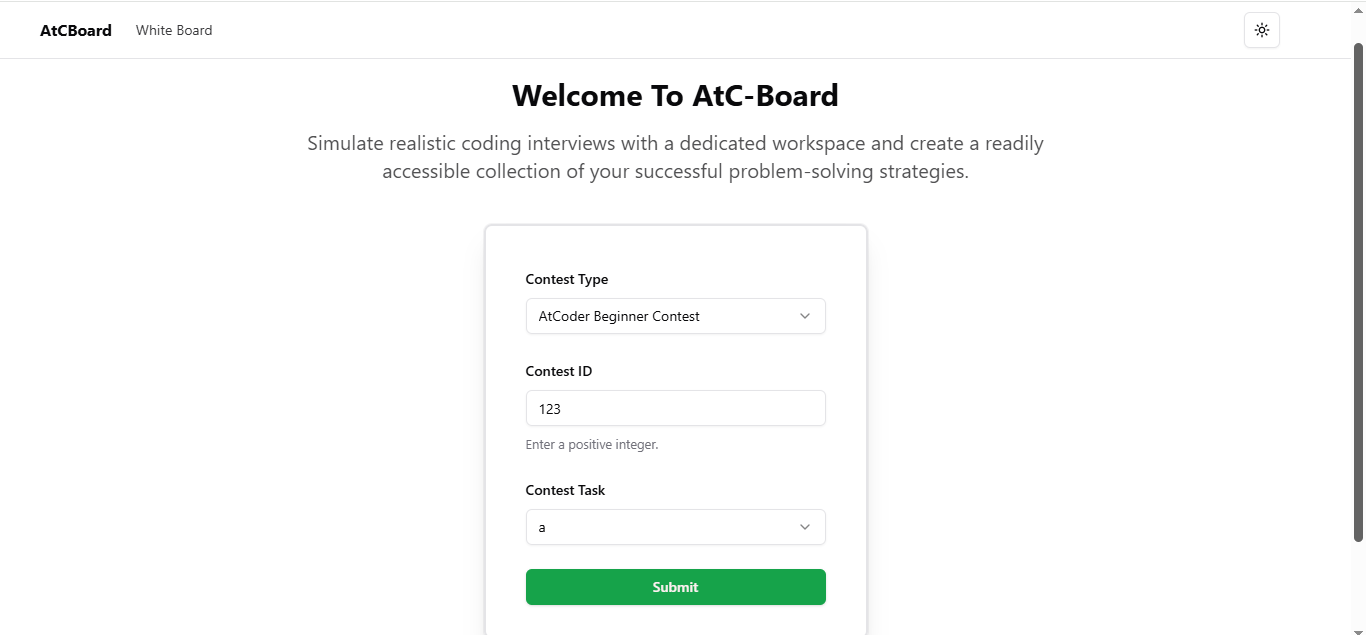 AtCBoard
White Board
Welcome To AtC-Board
Simulate realistic coding interviews with a dedicated workspace and create a readily
accessible collection of your successful problem-solving strategies.
Contest Type
AtCoder Beginner Contest
Contest ID
123
Enter a positive integer.
Contest Task
a
Submit